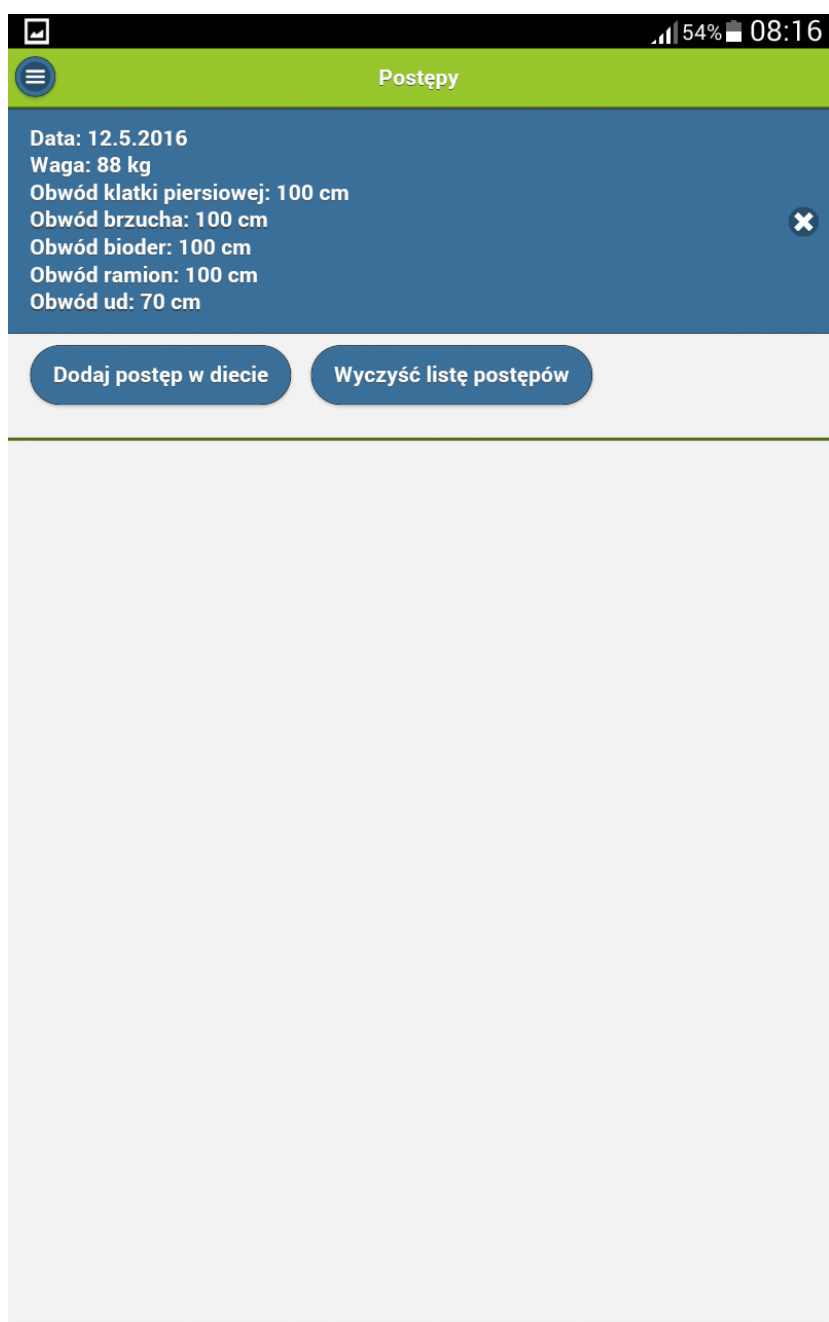 54% 08:16
Postępy
Data: 12.5.2016
Waga: 88 kg
Obwód klatki piersiowej: 100 cm
Obwód brzucha: 100 cm
Obwód bioder: 100 cm
Obwód ramion: 100 cm
Obwód ud: 70 cm
Dodaj postęp w diecie Wyczyść listę postępów